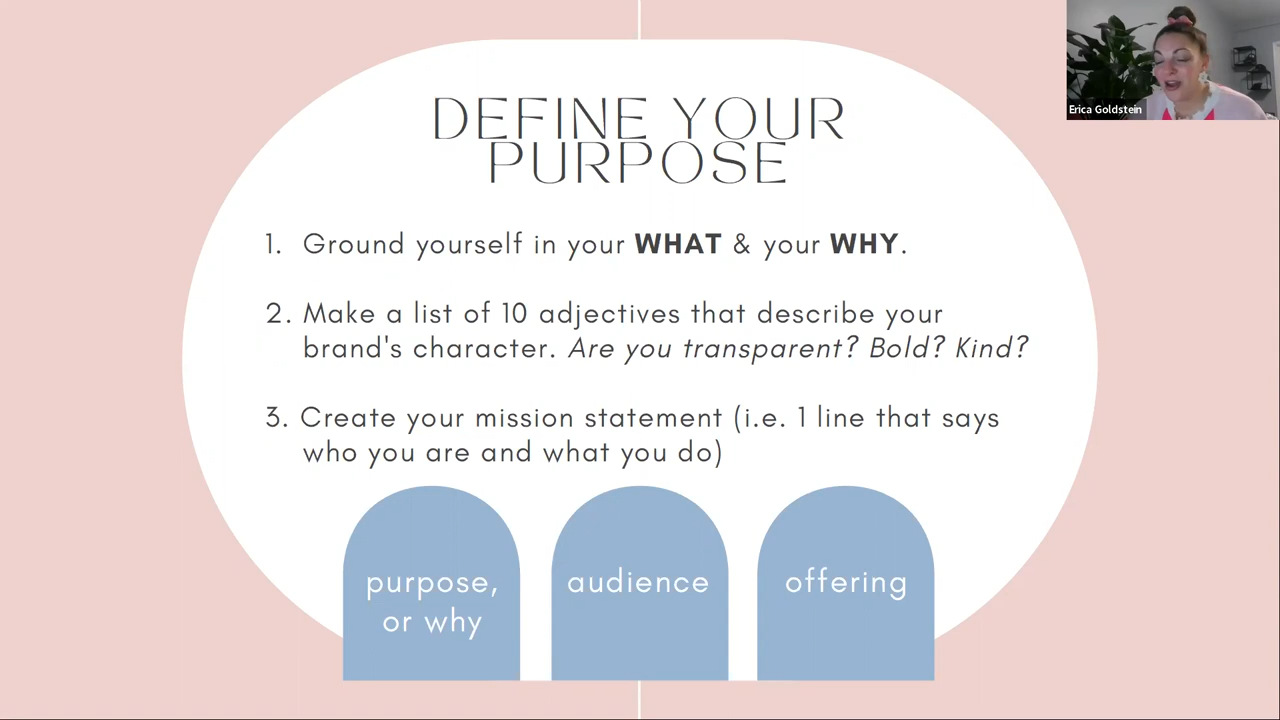 DEFINE YOUR
PURPOSE
Erica Goldstein
1. Ground yourself in your WHAT & your WHY.
2. Make a list of 10 adjectives that describe your
brand's character. Are you transparent? Bold? Kind?
3. Create your mission statement (i.e. 1 line that says
who you are and what you do)
purpose,
or why
audience
offering